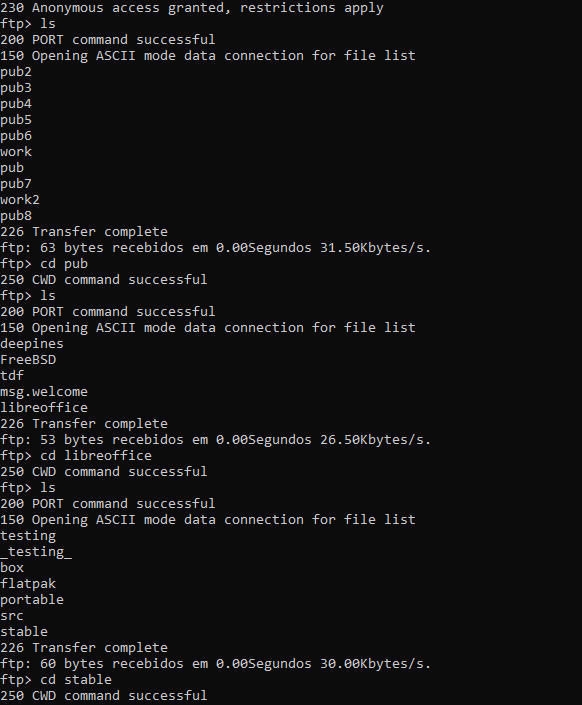 230 Anonymous access granted, restrictions apply
ftp> ls
200 PORT command successful
150 Opening ASCII mode data connection for file list
pub2
pub3
pub4
pub5
pub6
work
pub
pub7
work2
pub8
226 Transfer complete
ftp: 63 bytes recebidos em 0.00Segundos 31.50Kbytes/s.
ftp> cd pub
250 CWD command successful
ftp> ls
200 PORT command successful
150 Opening ASCII mode data connection for file list
deepines
FreeBSD
tdf
msg.welcome
libreoffice
226 Transfer complete
ftp: 53 bytes recebidos em 0.00Segundos 26.50Kbytes/s.
ftp> cd libreoffice
250 CWD command successful
ftp> ls
200 PORT command successful
150 Opening ASCII mode data connection for file list
testing
_testing_
box
flatpak
portable
src
stable
226 Transfer complete
ftp: 60 bytes recebidos em 0.00Segundos 30.00Kbytes/s.
ftp> cd stable
250 CWD command successful